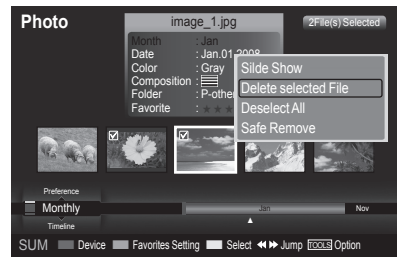 Photo
image_1.jpg
2File(s) Selected
Month : Jan
Date : Jan.01.2008
Color : Gray
Composition :
Folder : P-other
Favorite : ★ ★ ★
Silde Show
Delete selected File
Deselect All
Safe Remove
Preference
Monthly
Timeline
Jan
Nov
SUM Device Favorites Setting Select ◄◄ ►► Jump TOOLS Option